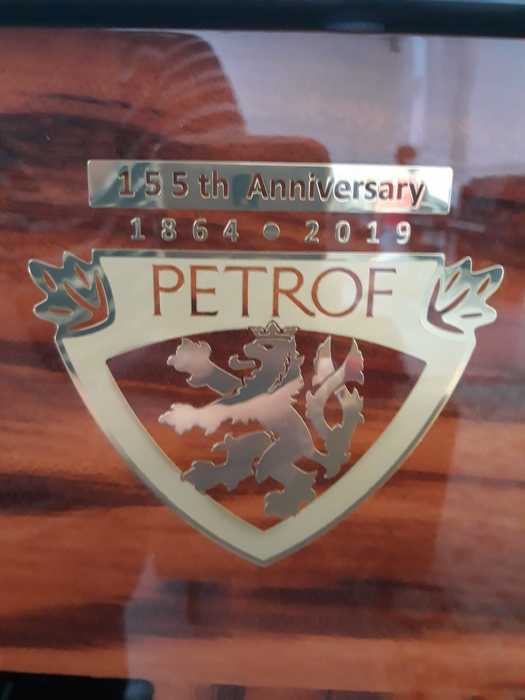 155th Anniversary
1864 • 2019
PETROF